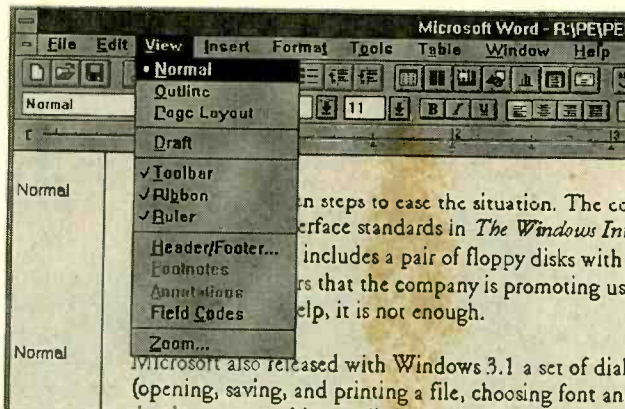 Microsoft Word - R:\PE\PE
File Edit View Insert Format Tools Table Window Help
Normal
Outline
Page Layout
Normal 11 B I U
Draft
2 3
Toolbar
Ribbon
Ruler
Normal
n steps to ease the situation. The co
erface standards in The Windows Int
Header/Footer...
includes a pair of floppy disks with
Footnotes
rs that the company is promoting us
Annotations
Field Codes
elp, it is not enough.
Zoom...
Normal
Microsoft also released with Windows 3.1 a set of dial
(opening, saving, and printing a file, choosing font an